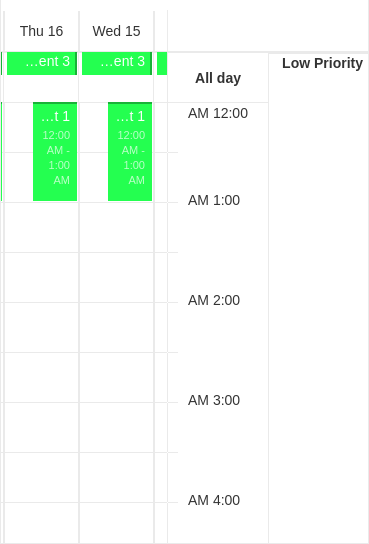 Thu 16
Wed 15
...ent 3
...ent 3
All day
Low Priority
AM 12:00
...t 1
12:00
AM -
1:00
AM
...t 1
12:00
AM -
1:00
AM
AM 1:00
AM 2:00
AM 3:00
AM 4:00